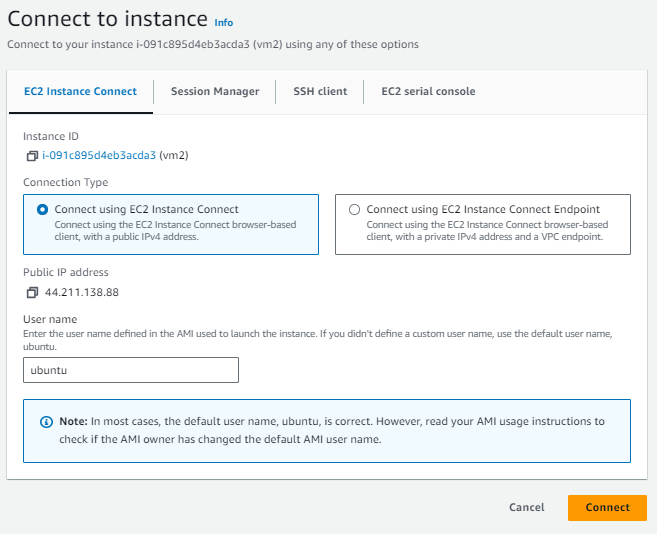 Connect to instance Info
Connect to your instance i-091c895d4eb3acda3 (vm2) using any of these options
EC2 Instance Connect
Session Manager
SSH client
EC2 serial console
Instance ID
i-091c895d4eb3acda3 (vm2)
Connection Type
Connect using EC2 Instance Connect
Connect using the EC2 Instance Connect browser-based
client, with a public IPv4 address.
Connect using EC2 Instance Connect Endpoint
Connect using the EC2 Instance Connect browser-based
client, with a private IPv4 address and a VPC endpoint.
Public IP address
44.211.138.88
User name
Enter the user name defined in the AMI used to launch the instance. If you didn't define a custom user name, use the default user name,
ubuntu.
ubuntu
Note: In most cases, the default user name, ubuntu, is correct. However, read your AMI usage instructions to
check if the AMI owner has changed the default AMI user name.
Cancel
Connect